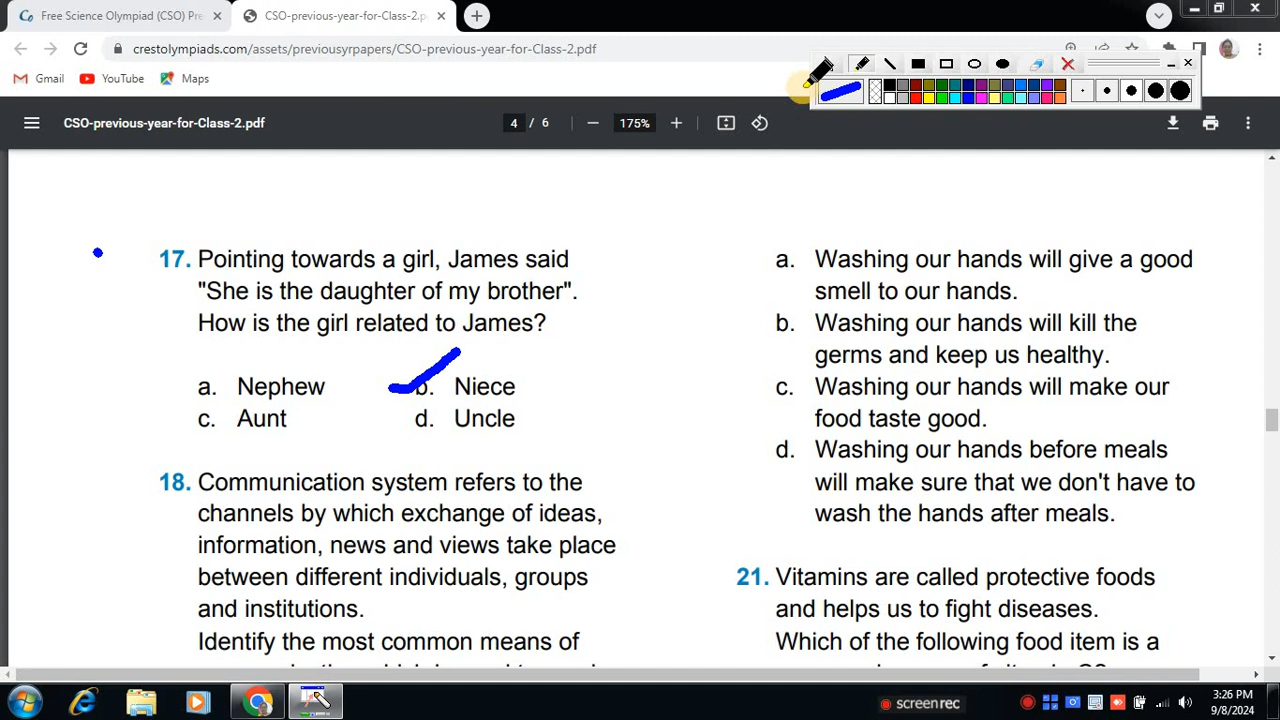 Free Science Olympiad (CSO) Pre
CSO-previous-year-for-Class-2.p
crestolympiads.com/assets/previousyrpapers/CSO-previous-year-for-Class-2.pdf
Gmail
YouTube
Maps
CSO-previous-year-for-Class-2.pdf
4 / 6
175%
17. Pointing towards a girl, James said
"She is the daughter of my brother".
How is the girl related to James?
a. Nephew
b. Niece
c. Aunt
d. Uncle
18. Communication system refers to the
channels by which exchange of ideas,
information, news and views take place
between different individuals, groups
and institutions.
Identify the most common means of
a. Washing our hands will give a good
smell to our hands.
b. Washing our hands will kill the
germs and keep us healthy.
c. Washing our hands will make our
food taste good.
d. Washing our hands before meals
will make sure that we don't have to
wash the hands after meals.
21. Vitamins are called protective foods
and helps us to fight diseases.
Which of the following food item is a
screenrec
3:26 PM
9/8/2024